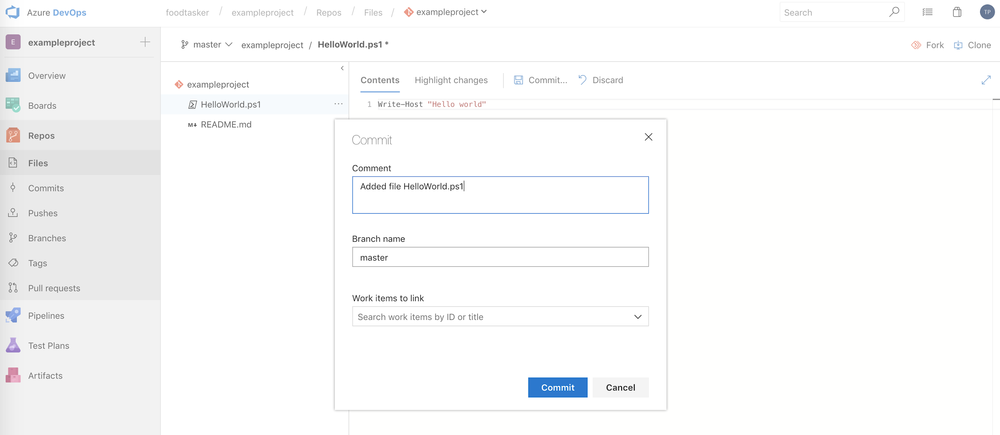 Azure DevOps
foodtasker / exampleproject / Repos / Files / exampleproject
Search
TP
E exampleproject
Overview
Boards
Repos
Files
Commits
Pushes
Branches
Tags
Pull requests
Pipelines
Test Plans
Artifacts
master exampleproject / HelloWorld.ps1 *
Fork Clone
exampleproject
HelloWorld.ps1 ...
M↓ README.md
Contents Highlight changes Commit... Discard
1 Write-Host "Hello world"
Commit
Comment
Added file HelloWorld.ps1
Branch name
master
Work items to link
Search work items by ID or title
Commit Cancel